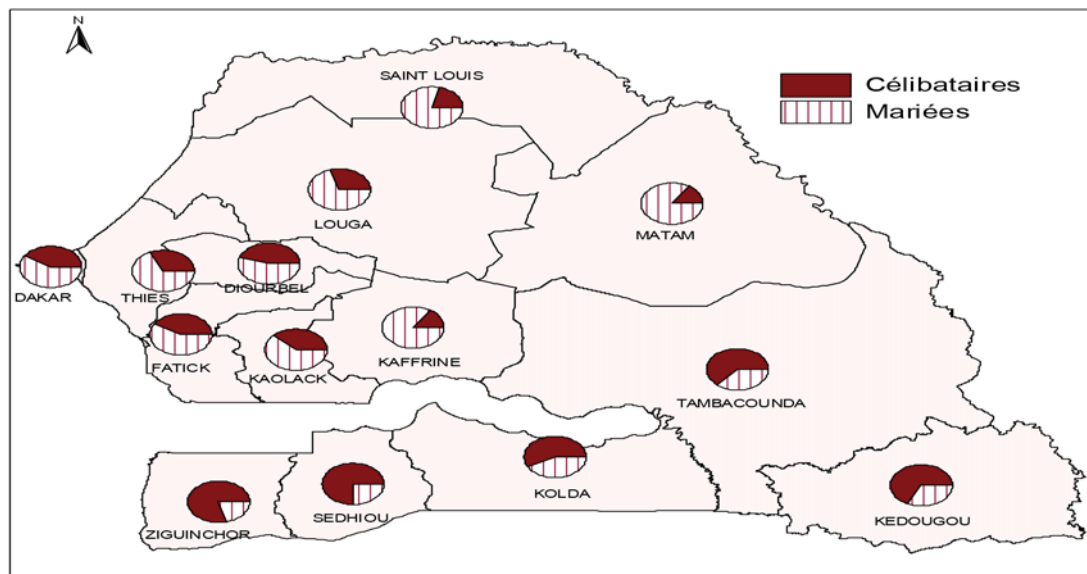 N
SAINT LOUIS
Célibataires
Mariées
LOUGA
MATAM
DAKAR
THIES
DIOURBEL
FATICK
KAOLACK
KAFFRINE
TAMBACOUNDA
ZIGUINCHOR
SEDHIOU
KOLDA
KEDOUGOU